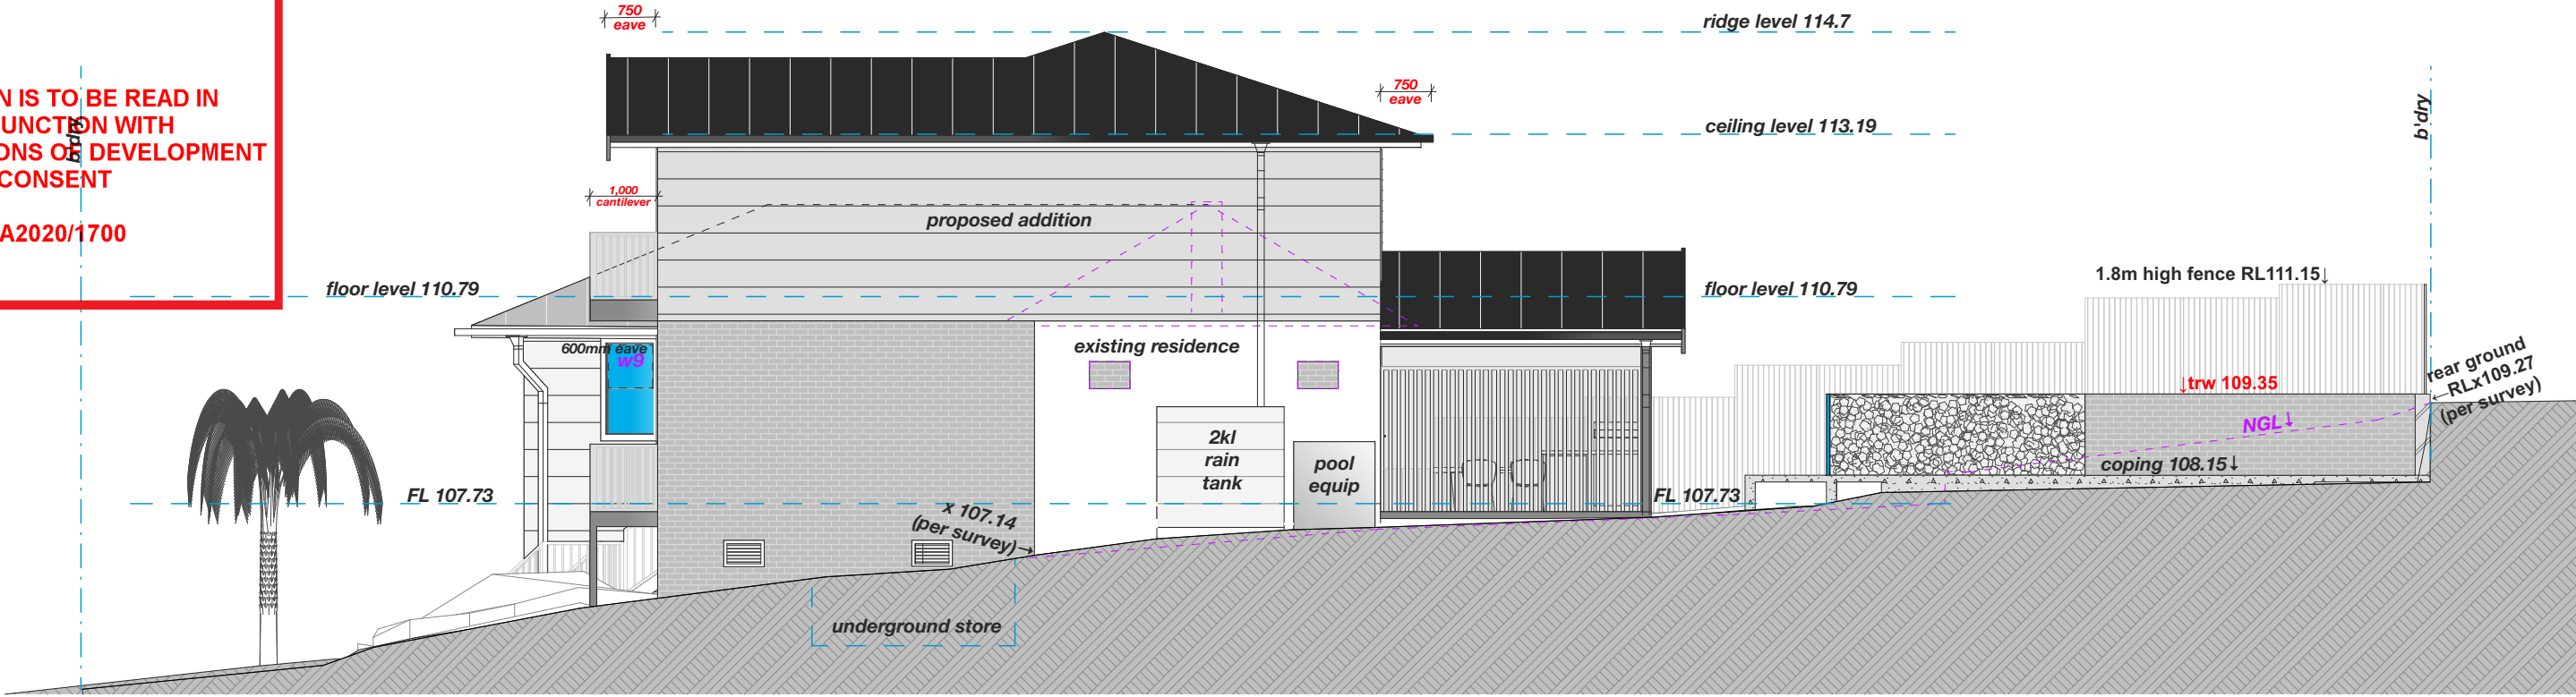 N IS TO BE READ IN
UNCTION WITH
ONS ON DEVELOPMENT
CONSENT
A2020/1700
b'dry
750
eave
ridge level 114.7
750
eave
ceiling level 113.19
b'dry
1,000
cantilever
proposed addition
1.8m high fence RL111.15↓
floor level 110.79
floor level 110.79
600mm eave
w9
existing residence
rear ground
←RLx109.27
(per survey)
↓trw 109.35
NGL↓
2kl
rain
tank
pool
equip
coping 108.15↓
FL 107.73
FL 107.73
x 107.14
(per survey)→
underground store